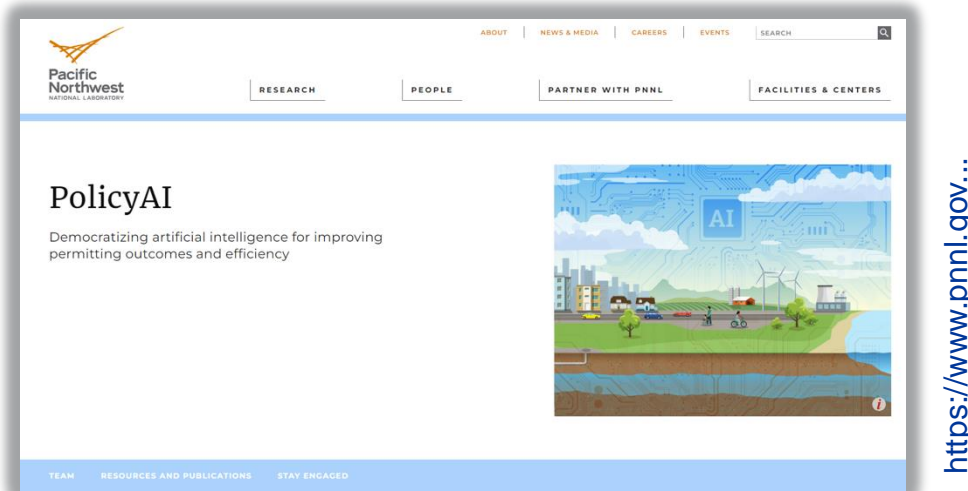 ABOUT
NEWS & MEDIA
CAREERS
EVENTS
SEARCH
Pacific
Northwest
NATIONAL LABORATORY
RESEARCH
PEOPLE
PARTNER WITH PNNL
FACILITIES & CENTERS
PolicyAI
Democratizing artificial intelligence for improving
permitting outcomes and efficiency
AI
i
TEAM
RESOURCES AND PUBLICATIONS
STAY ENGAGED
https://www.pnnl.gov...